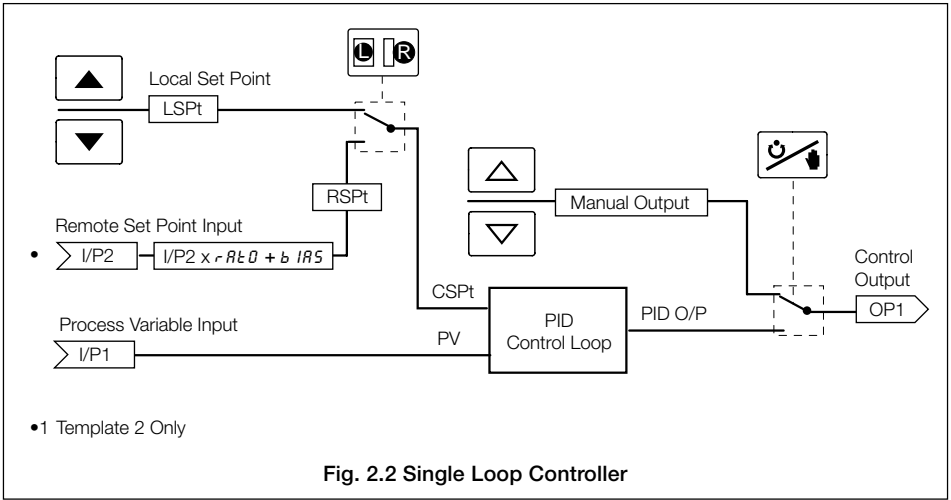 L R
Local Set Point
LSPt
RSPt
Remote Set Point Input
• I/P2
I/P2 x rAtO + bIAS
Manual Output
Control
Output
OP1
CSPt
PID
Control Loop
PID O/P
Process Variable Input
PV
I/P1
•1 Template 2 Only
Fig. 2.2 Single Loop Controller